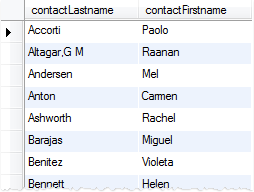 contactLastname contactFirstname
Accorti Paolo
Altagar,G M Raanan
Andersen Mel
Anton Carmen
Ashworth Rachel
Barajas Miguel
Benitez Violeta
Bennett Helen